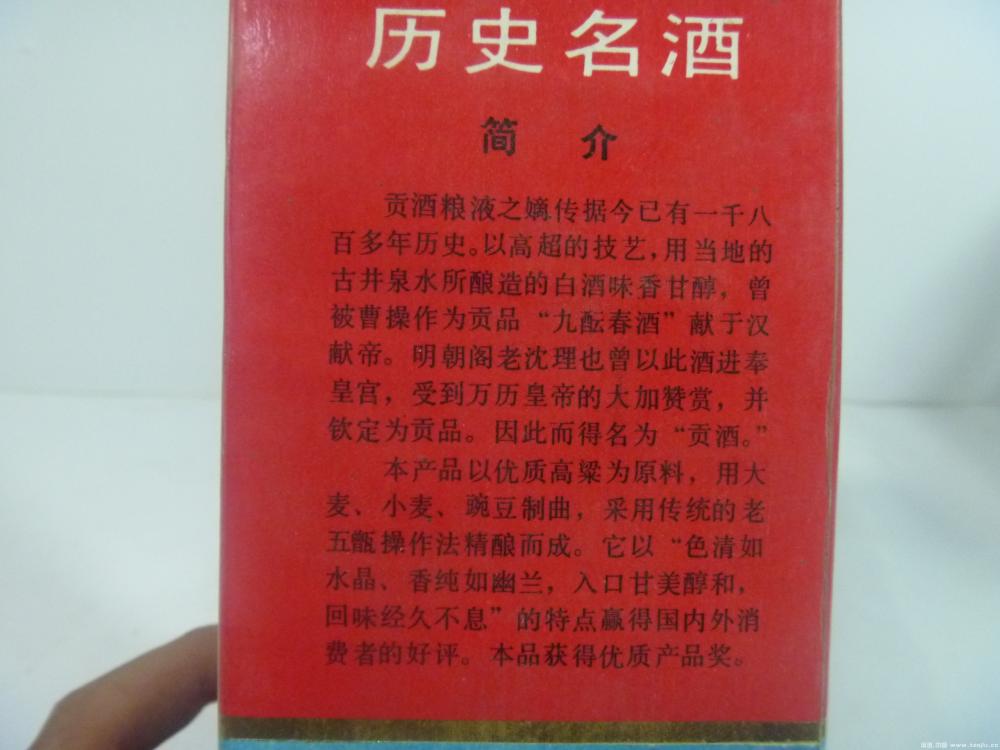 历史名酒
简 介
贡酒粮液之嫡传据今已有一千八
百多年历史。以高超的技艺，用当地的
古井泉水所酿造的白酒味香甘醇，曾
被曹操作为贡品“九酝春酒”献于汉
献帝。明朝阁老沈理也曾以此酒进奉
皇宫，受到万历皇帝的大加赞赏，并
钦定为贡品。因此而得名为“贡酒。”
本产品以优质高粱为原料，用大
麦、小麦、豌豆制曲，采用传统的老
五甑操作法精酿而成。它以“色清如
水晶、香纯如幽兰，入口甘美醇和，
回味经久不息”的特点赢得国内外消
费者的好评。本品获得优质产品奖。